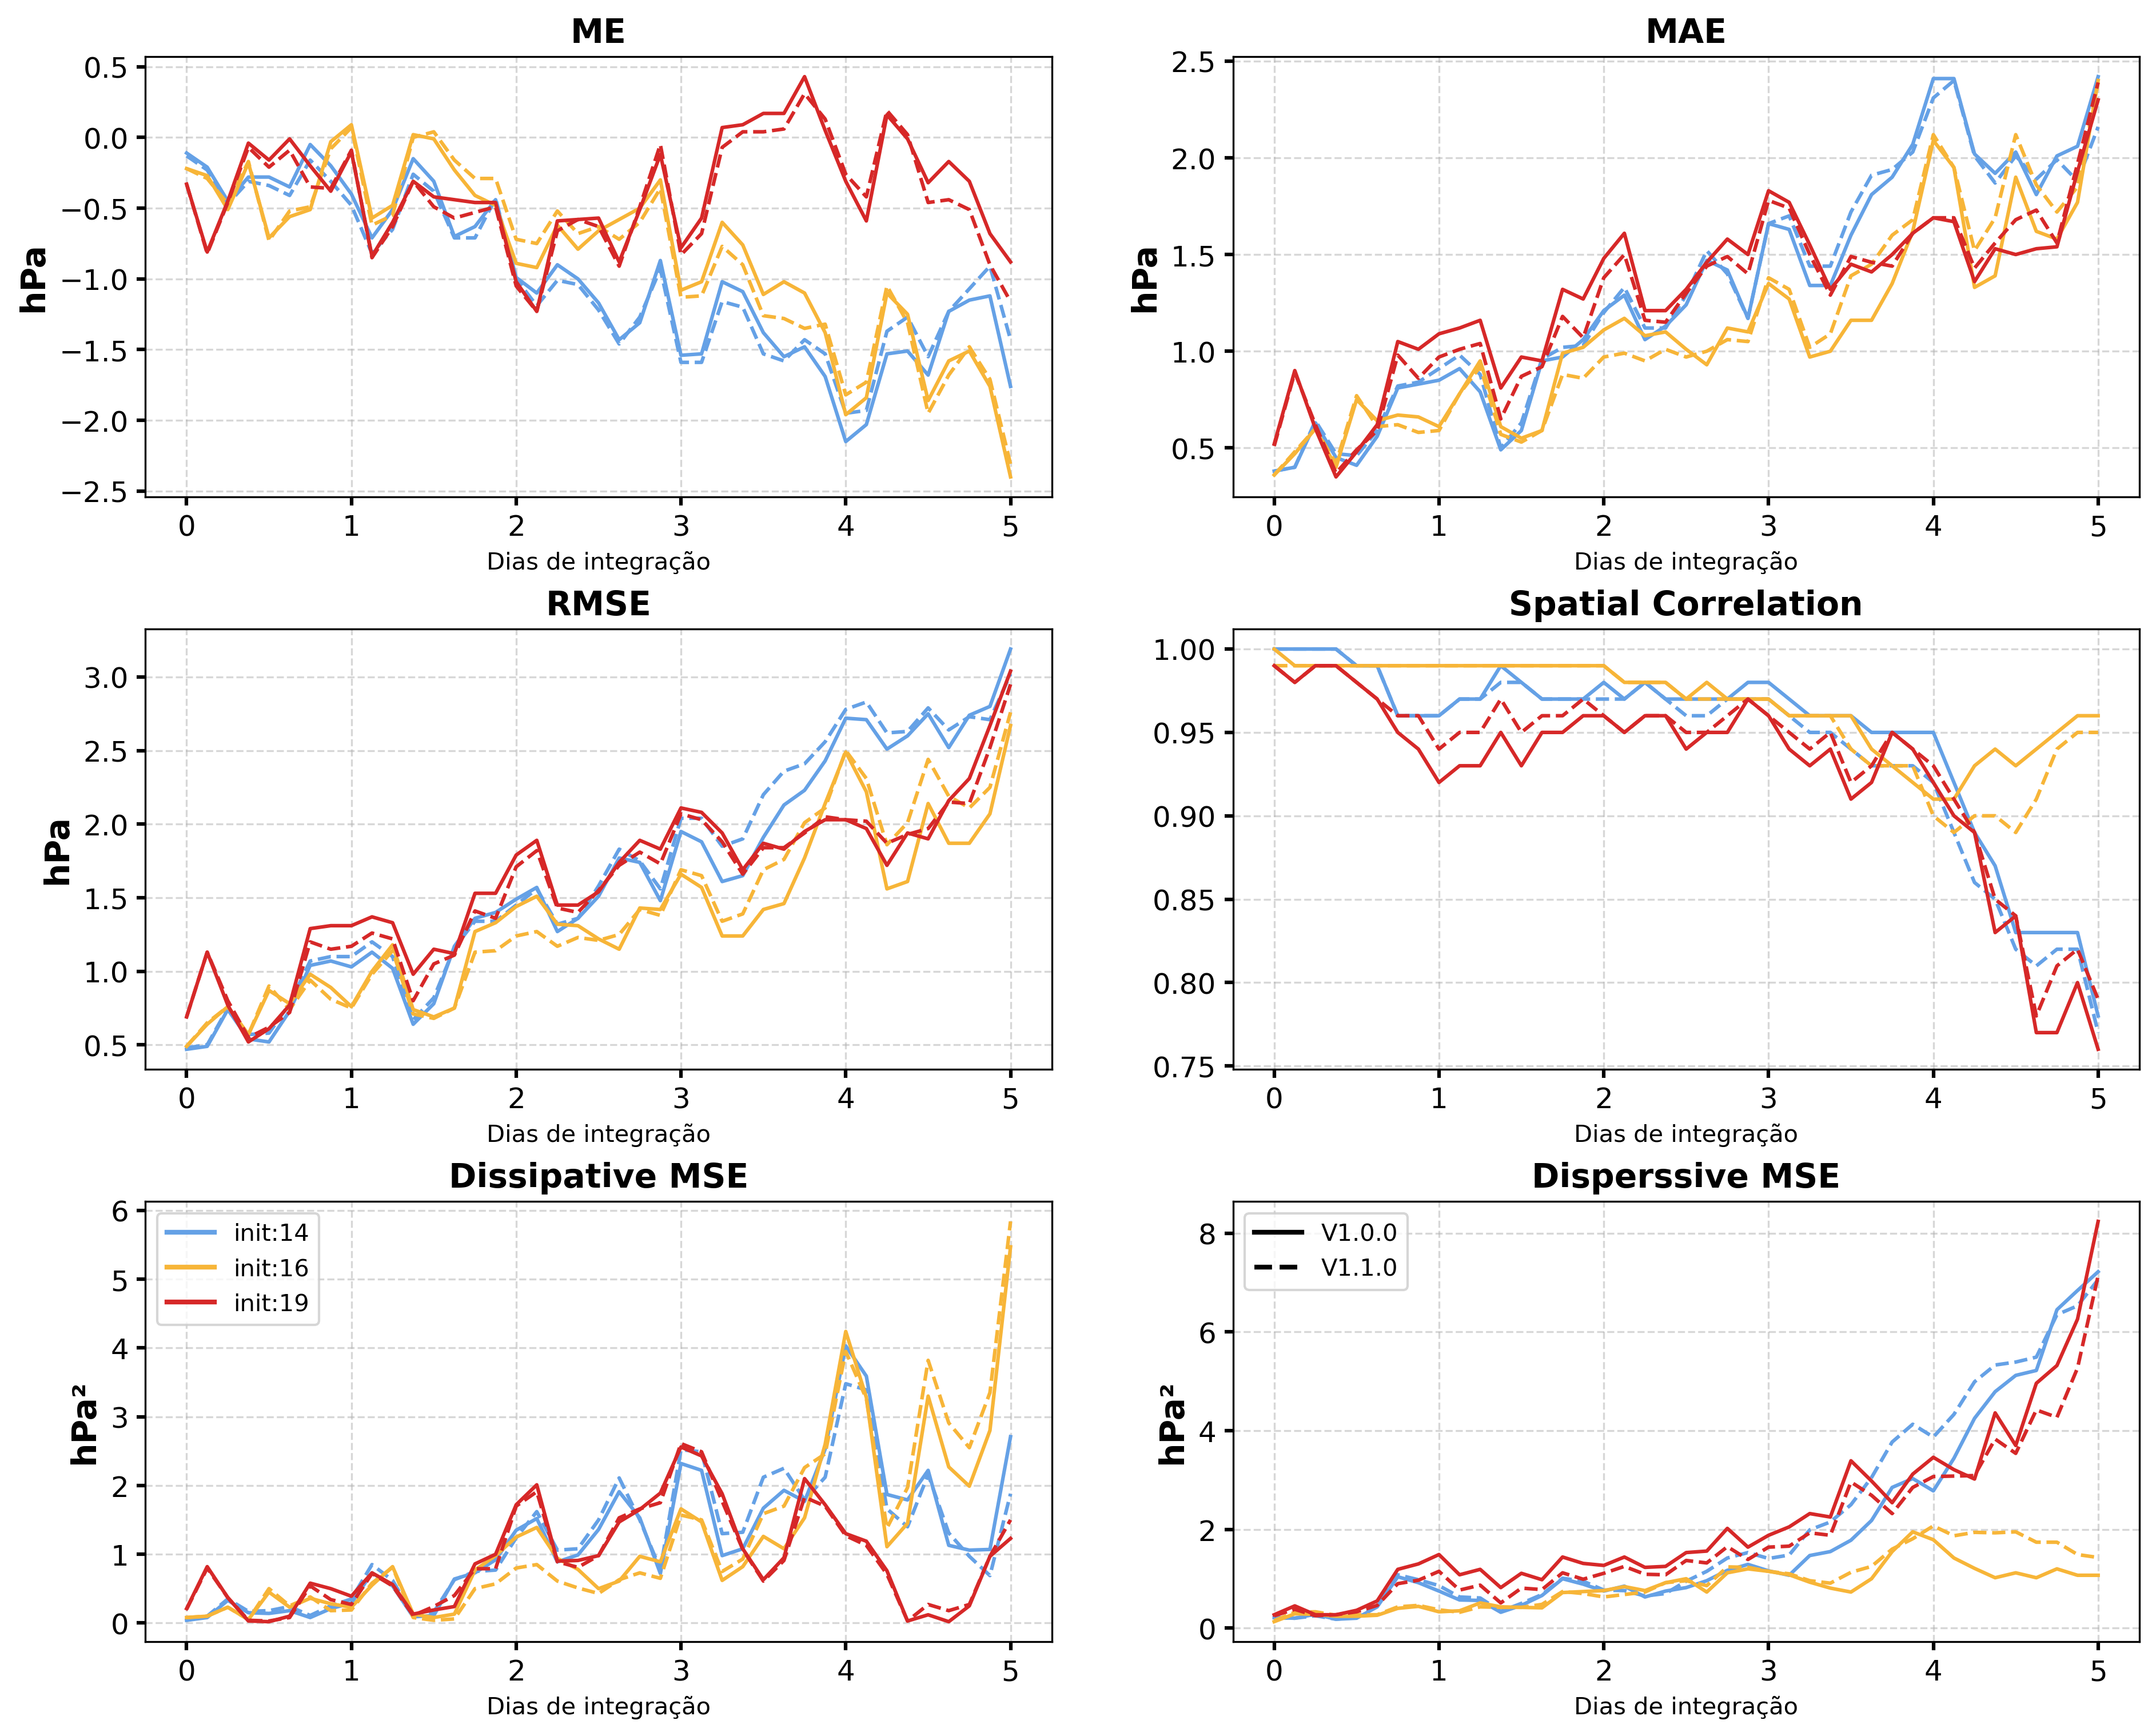 ME
0.5
0.0
−0.5
−1.0
−1.5
−2.0
−2.5
hPa
0 1 2 3 4 5
Dias de integração
MAE
2.5
2.0
1.5
1.0
0.5
hPa
0 1 2 3 4 5
Dias de integração
RMSE
3.0
2.5
2.0
1.5
1.0
0.5
hPa
0 1 2 3 4 5
Dias de integração
Spatial Correlation
1.00
0.95
0.90
0.85
0.80
0.75
0 1 2 3 4 5
Dias de integração
Dissipative MSE
6
5
4
3
2
1
0
hPa²
init:14
init:16
init:19
0 1 2 3 4 5
Dias de integração
Disperssive MSE
8
6
4
2
0
hPa²
V1.0.0
V1.1.0
0 1 2 3 4 5
Dias de integração